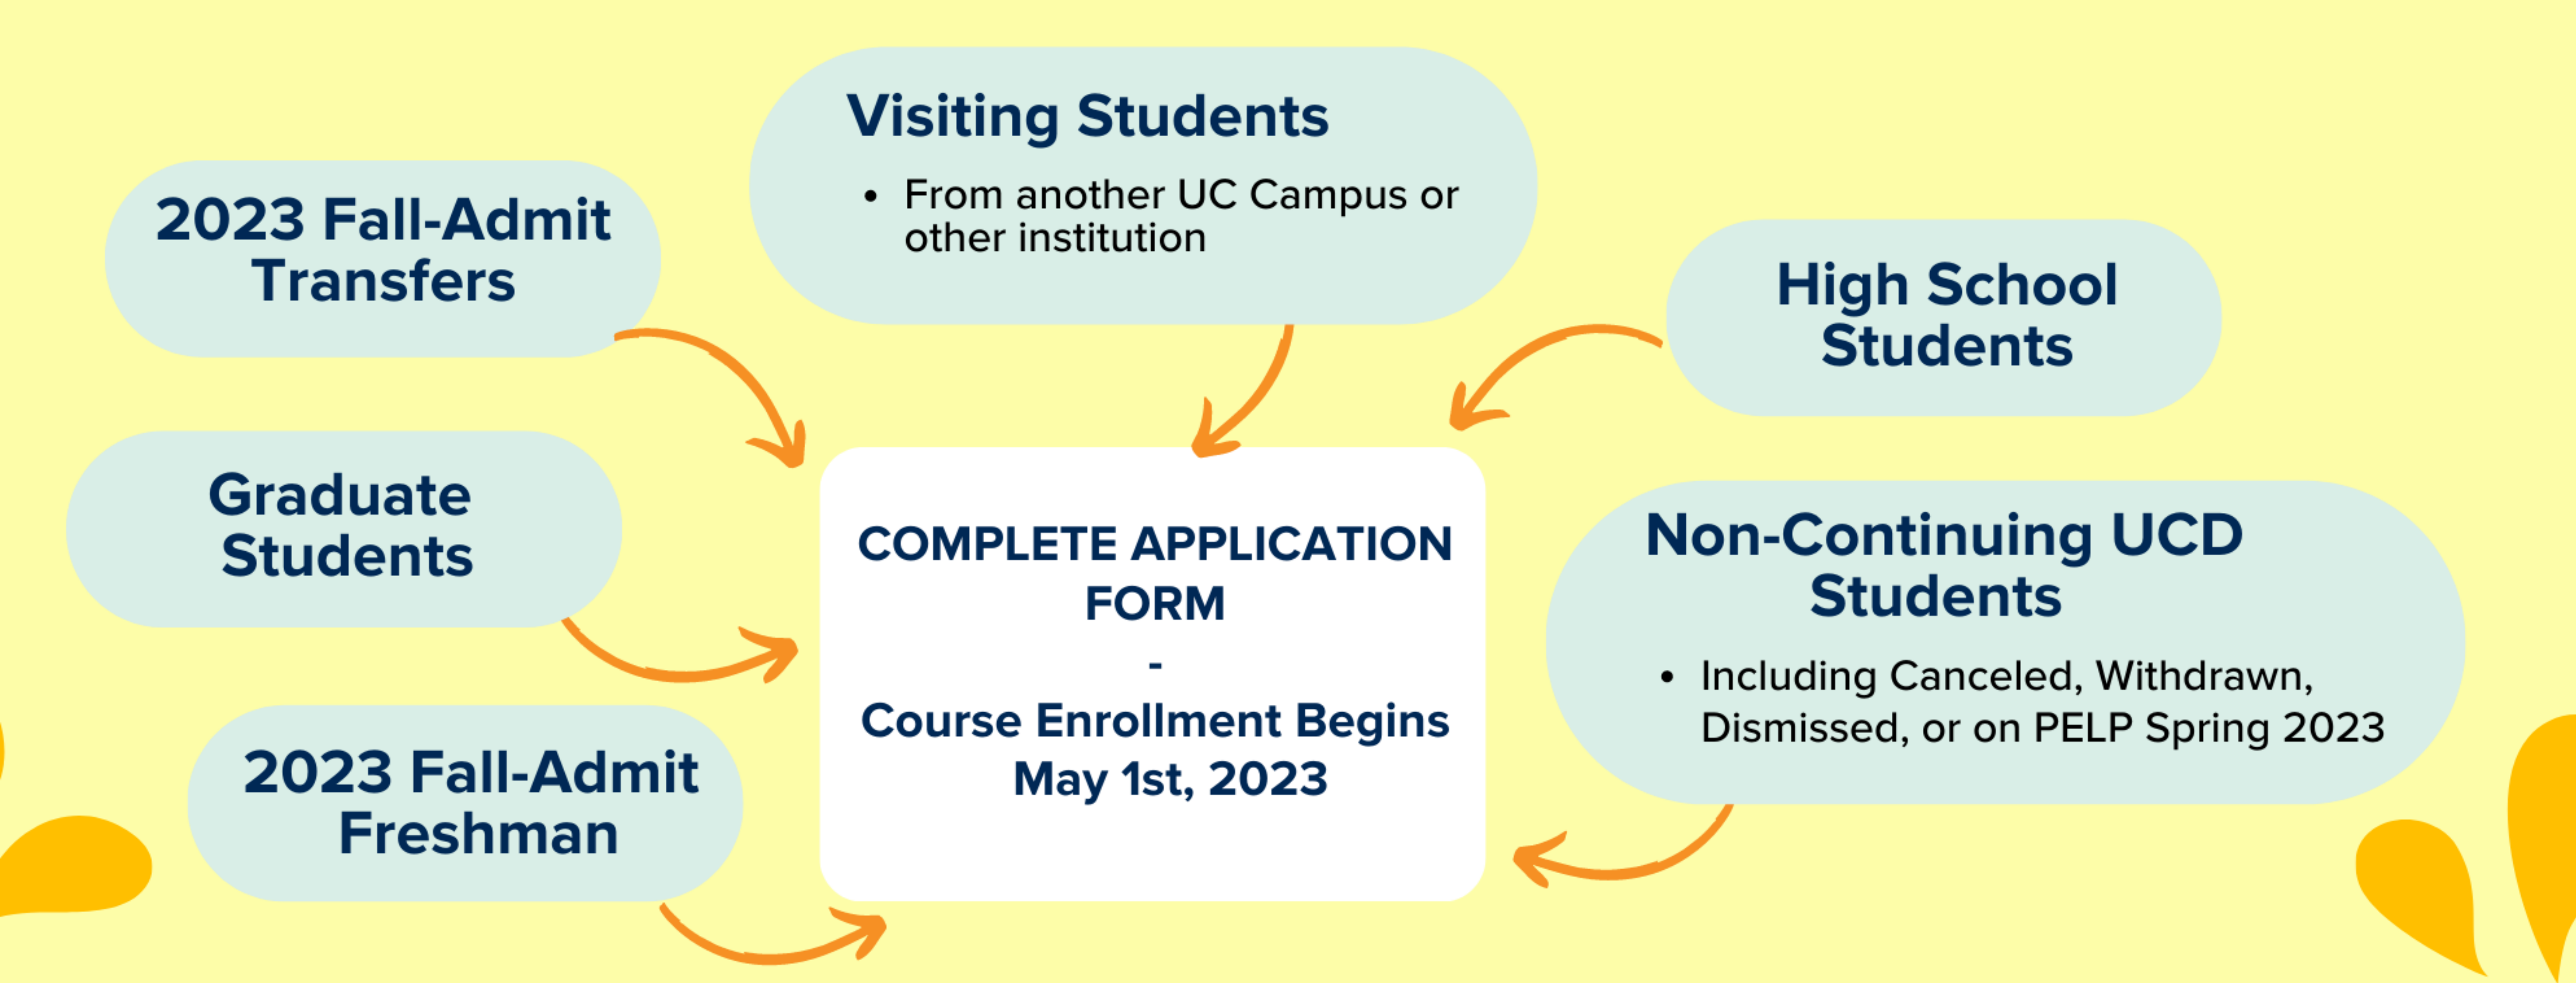 Visiting Students
• From another UC Campus or
other institution
2023 Fall-Admit
Transfers
High School
Students
Graduate
Students
Non-Continuing UCD
Students
• Including Canceled, Withdrawn,
Dismissed, or on PELP Spring 2023
2023 Fall-Admit
Freshman
COMPLETE APPLICATION
FORM
-
Course Enrollment Begins
May 1st, 2023